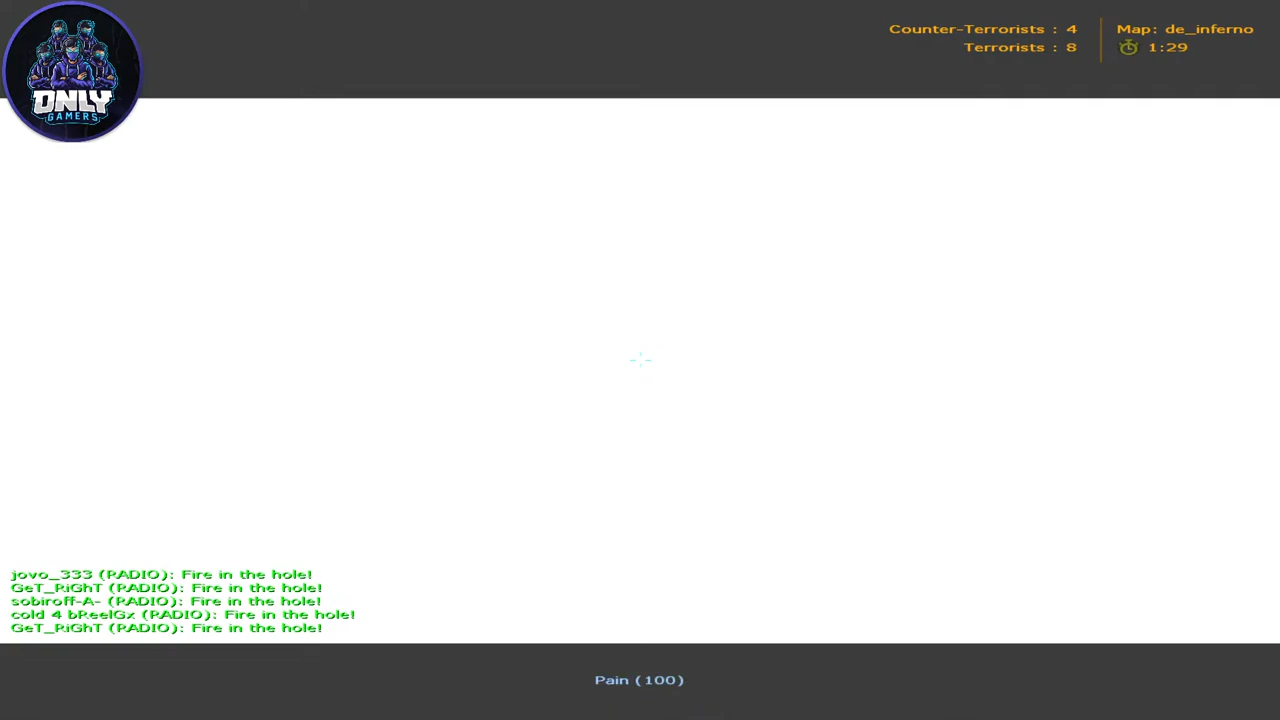 ONLY
GAMERS
Counter-Terrorists : 4
Terrorists : 8
Map: de_inferno
1:29
jovo_333 (RADIO): Fire in the hole!
GeT_RiGhT (RADIO): Fire in the hole!
sobiroff-A- (RADIO): Fire in the hole!
cold 4 bReelGx (RADIO): Fire in the hole!
GeT_RiGhT (RADIO): Fire in the hole!
Pain (100)